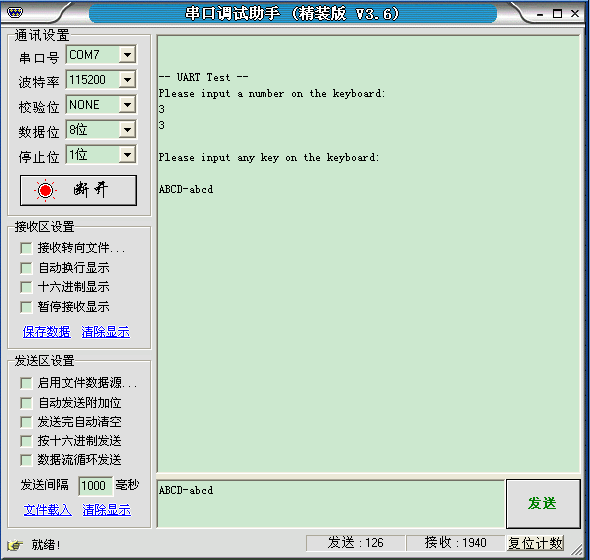 串口调试助手 (精装版 V3.6)
通讯设置
串口号 COM7
波特率 115200
校验位 NONE
数据位 8位
停止位 1位
断开
接收区设置
接收转向文件...
自动换行显示
十六进制显示
暂停接收显示
保存数据 清除显示
发送区设置
启用文件数据源...
自动发送附加位
发送完自动清空
按十六进制发送
数据流循环发送
发送间隔 1000 毫秒
文件载入 清除显示
-- UART Test --
Please input a number on the keyboard:
3
3
Please input any key on the keyboard:
ABCD-abcd
ABCD-abcd
发送
就绪!
发送:126
接收:1940
复位计数